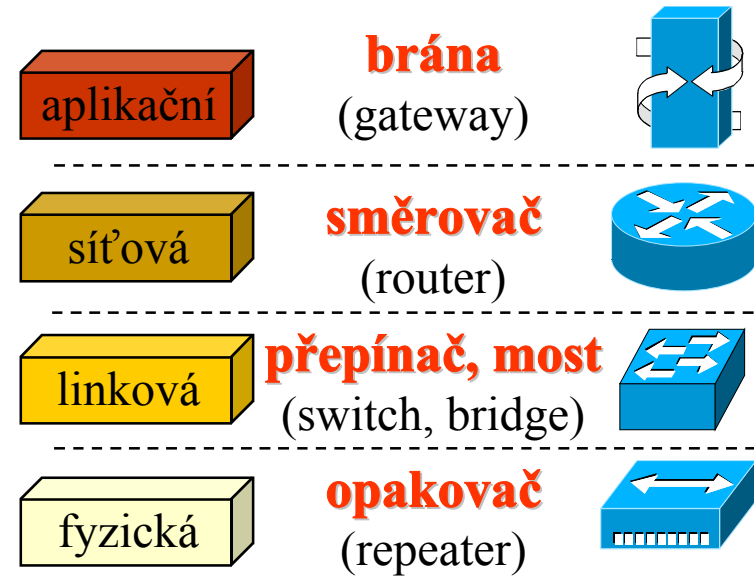 aplikační
brána
(gateway)
síťová
směrovač
(router)
linková
přepínač, most
(switch, bridge)
fyzická
opakovač
(repeater)